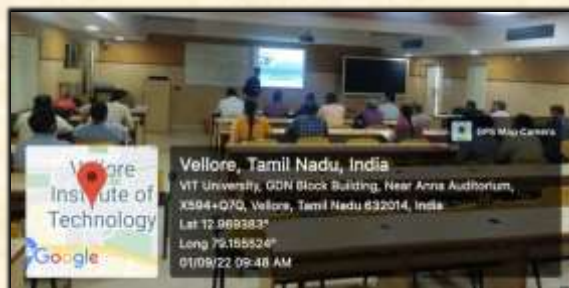 GPS Map Camera
Vellore
Institute of
Technology
Google
Vellore, Tamil Nadu, India
VIT University, GDN Block Building, Near Anna Auditorium,
X594+Q7Q, Vellore, Tamil Nadu 632014, India
Lat 12.969383°
Long 79.155524°
01/09/22 09:48 AM